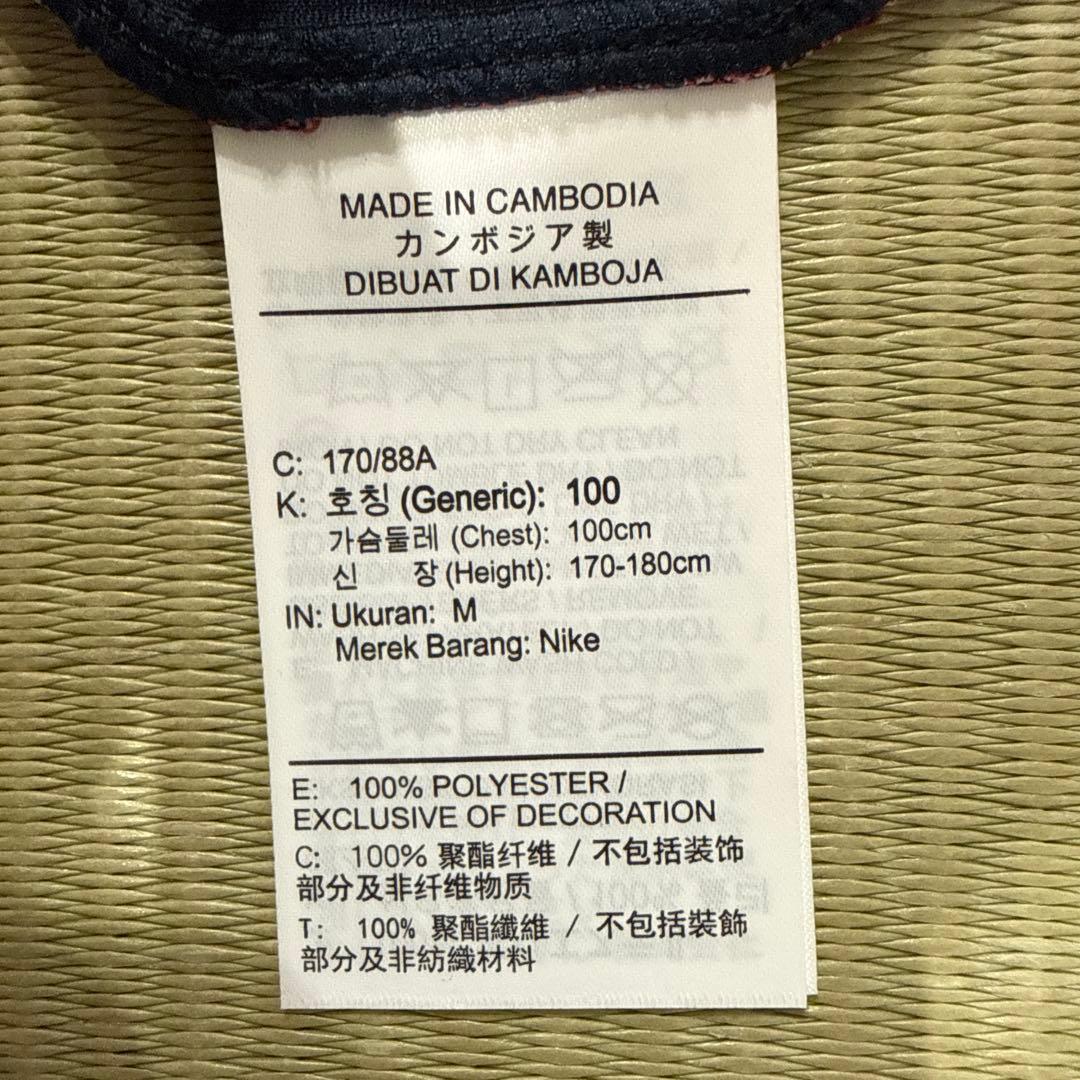 MADE IN CAMBODIA
カンボジア製
DIBUAT DI KAMBOJA
C: 170/88A
K: 호칭 (Generic): 100
가슴둘레 (Chest): 100cm
신 장 (Height): 170-180cm
IN: Ukuran: M
Merek Barang: Nike
E: 100% POLYESTER /
EXCLUSIVE OF DECORATION
C: 100% 聚酯纤维 / 不包括装饰
部分及非纤维物质
T: 100% 聚酯纖維 / 不包括裝飾
部分及非紡織材料